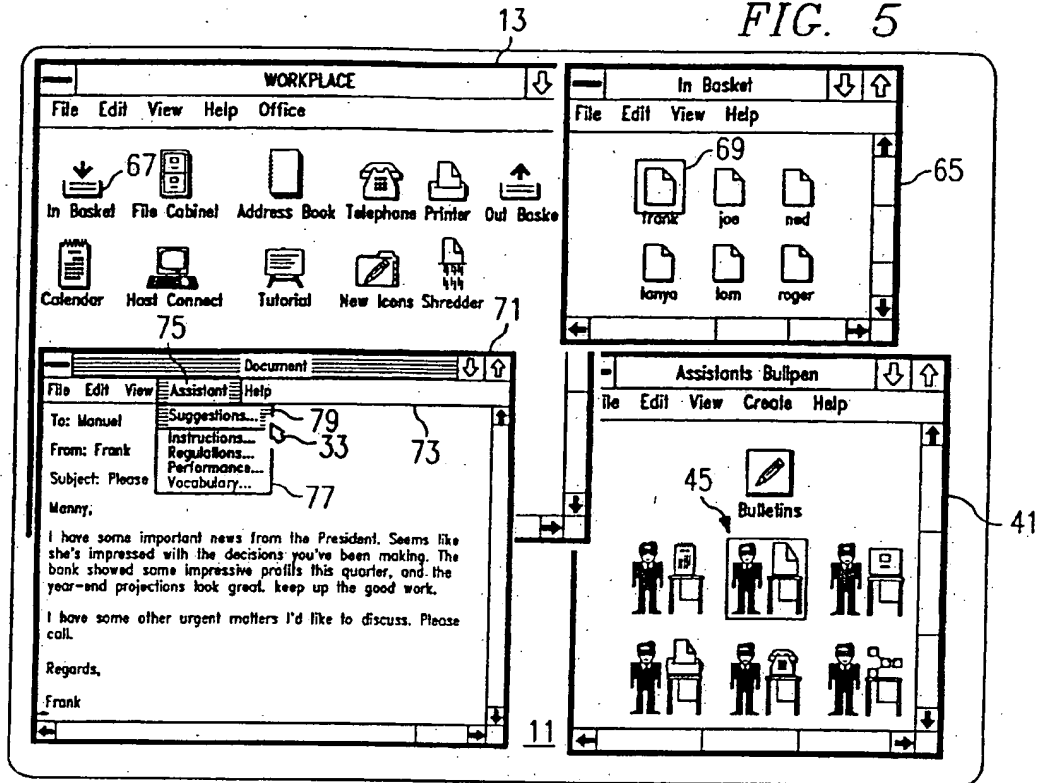 FIG. 5
13
WORKPLACE
File Edit View Help Office
67
In Basket File Cabinet Address Book Telephone Printer Out Baske
Calendar Host Connect Tutorial New Icons Shredder
In Basket
File Edit View Help
69
65
frank joe ned
tanya tom roger
71
75
Document
File Edit View Assistant Help
Suggestions...
Instructions...
Regulations...
Performance...
Vocabulary...
79
33
73
77
To: Manuel
From: Frank
Subject: Please
Manny,
I have some important news from the President. Seems like
she's impressed with the decisions you've been making. The
bank showed some impressive profits this quarter, and the
year-end projections look great. keep up the good work.
I have some other urgent matters I'd like to discuss. Please
call.
Regards,
Frank
Assistants Bullpen
ile Edit View Create Help
45
Bulletins
41
11